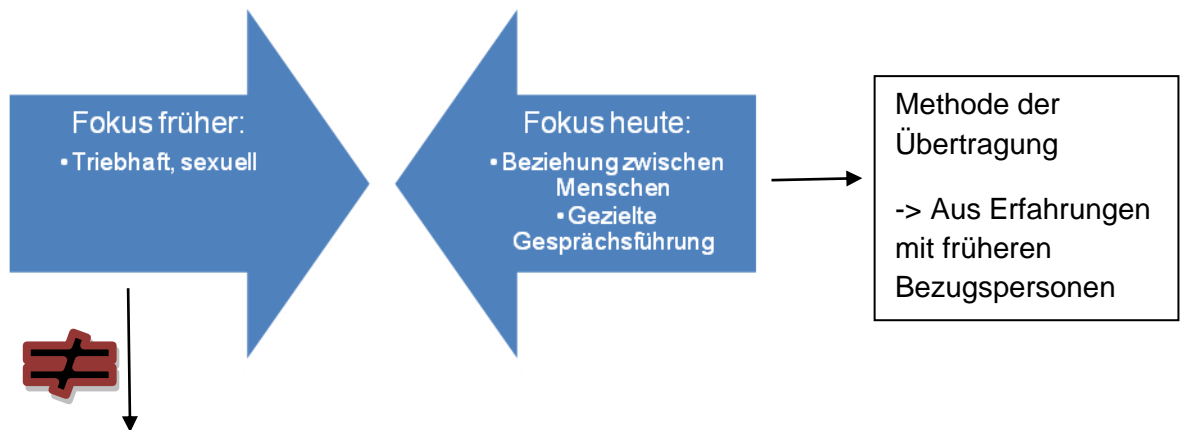 Fokus früher:
• Triebhaft, sexuell
Fokus heute:
• Beziehung zwischen
Menschen
• Gezielte
Gesprächsführung
Methode der
Übertragung
-> Aus Erfahrungen
mit früheren
Bezugspersonen
≠